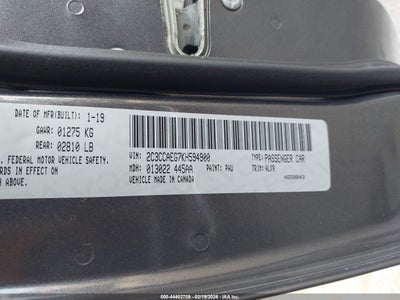 DATE OF MFR(BUILT): 1-19
GAWR: 01275 KG
REAR: 02810 LB
S. FEDERAL MOTOR VEHICLE SAFETY
RDS IN EFFECT ON
N ABOVE.
VIN: 2C3CCAEG7KH594900
TYPE: PASSENGER CAR
MDH: 013022 445AA
PAINT: PAU
TRIM: ALX9
VEHICLE MADE IN CANADA
000-44402709 - 02/19/2026 - © IAA, LLC